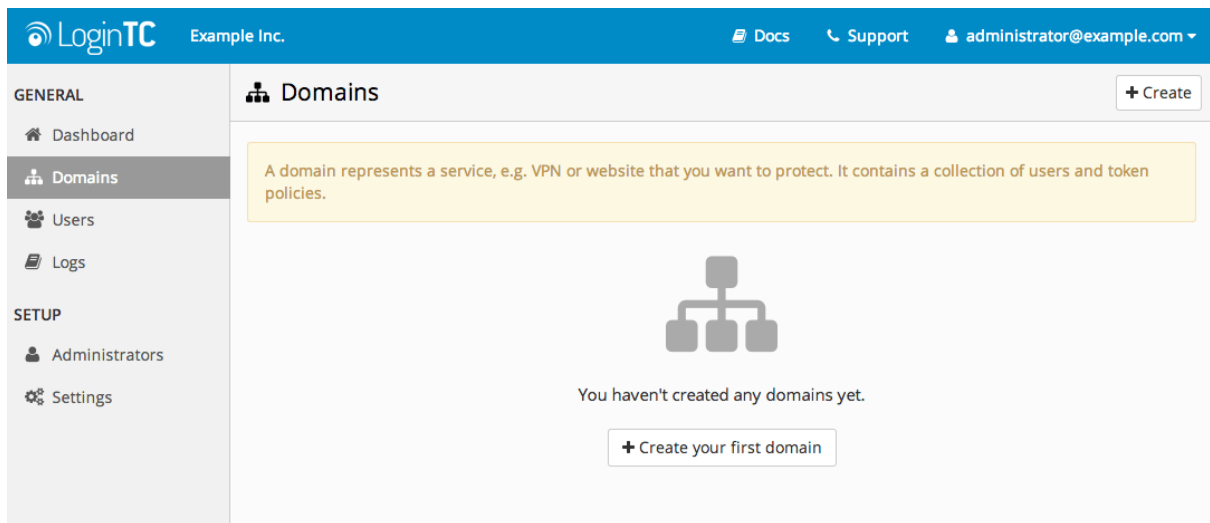 LoginTC Example Inc. Docs Support administrator@example.com
GENERAL
Dashboard
Domains
Users
Logs
SETUP
Administrators
Settings
Domains + Create
A domain represents a service, e.g. VPN or website that you want to protect. It contains a collection of users and token
policies.
You haven't created any domains yet.
+ Create your first domain